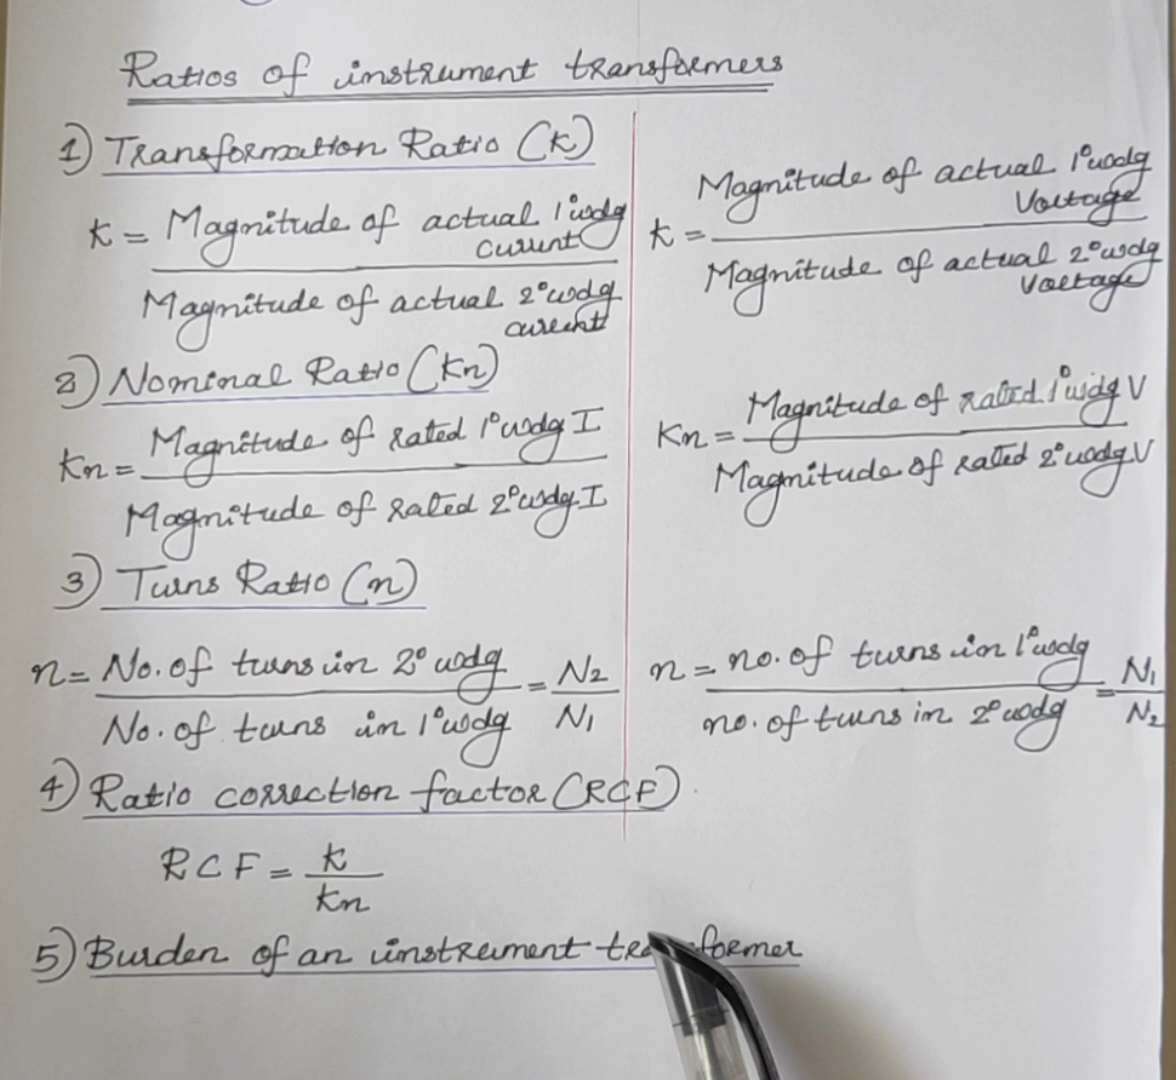 Ratios of instrument transformers
1) Transformation Ratio (K)
K = Magnitude of actual 1° wdg current
Magnitude of actual 2° wdg current
K = Magnitude of actual 1° wdg Voltage
Magnitude of actual 2° wdg Voltage
2) Nominal Ratio (Kn)
Kn = Magnitude of rated 1° wdg I
Magnitude of rated 2° wdg I
Kn = Magnitude of rated 1° wdg V
Magnitude of rated 2° wdg V
3) Turns Ratio (n)
n = No. of turns in 2° wdg = N2
No. of turns in 1° wdg N1
n = no. of turns in 1° wdg = N1
no. of turns in 2° wdg N2
4) Ratio correction factor (RCF).
RCF = K
Kn
5) Burden of an instrument